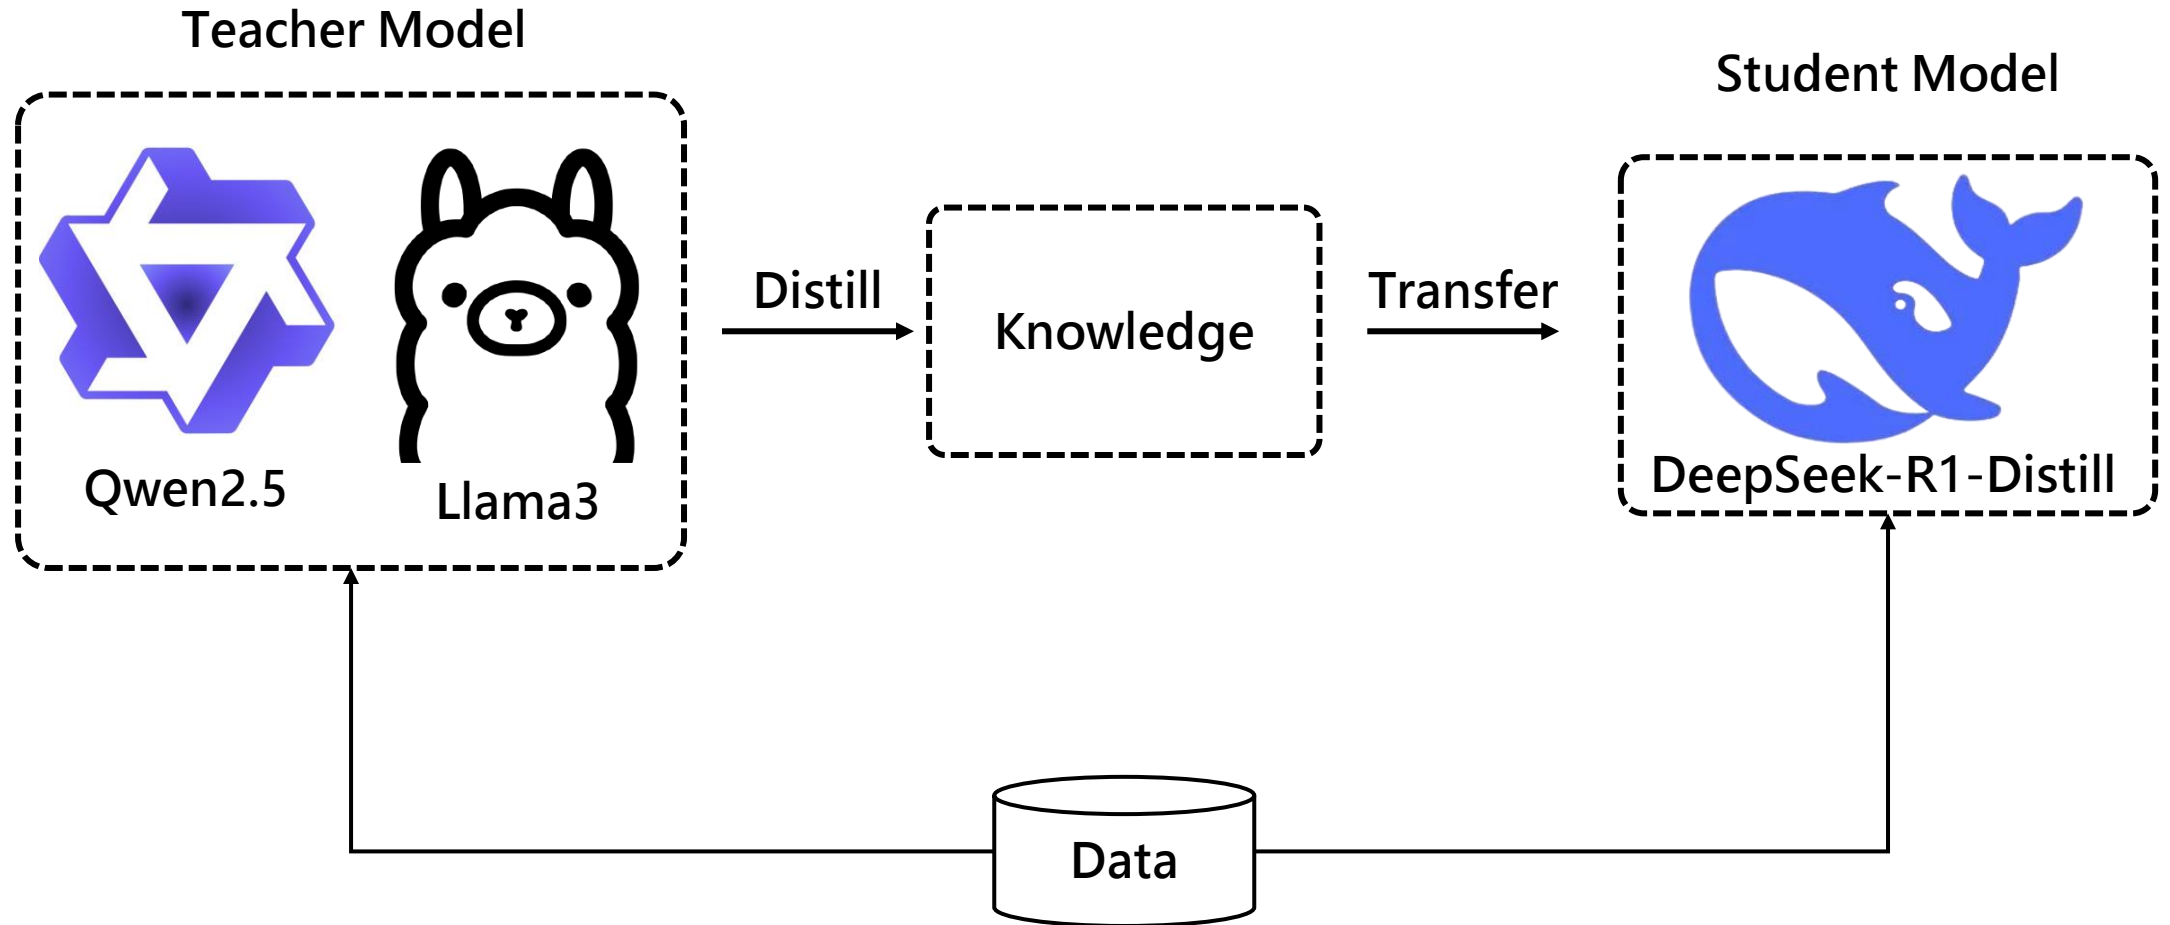 Teacher Model
Student Model
Distill
Transfer
Knowledge
Qwen2.5
Llama3
DeepSeek-R1-Distill
Data